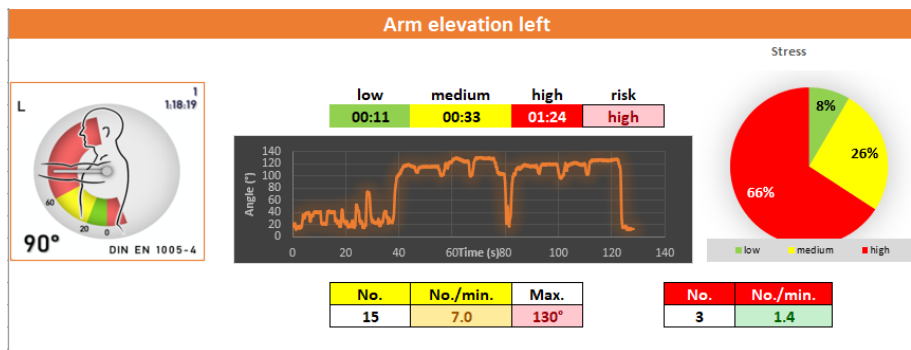 Arm elevation left
Stress
L
1
1:18:19
60
20
0
90°
DIN EN 1005-4
low medium high risk
00:11 00:33 01:24 high
140
120
100
80
60
40
20
0
Angle (°)
0 20 40 60 80 100 120 140
Time (s)
8%
26%
66%
low medium high
No. No./min. Max.
15 7.0 130°
No. No./min.
3 1.4